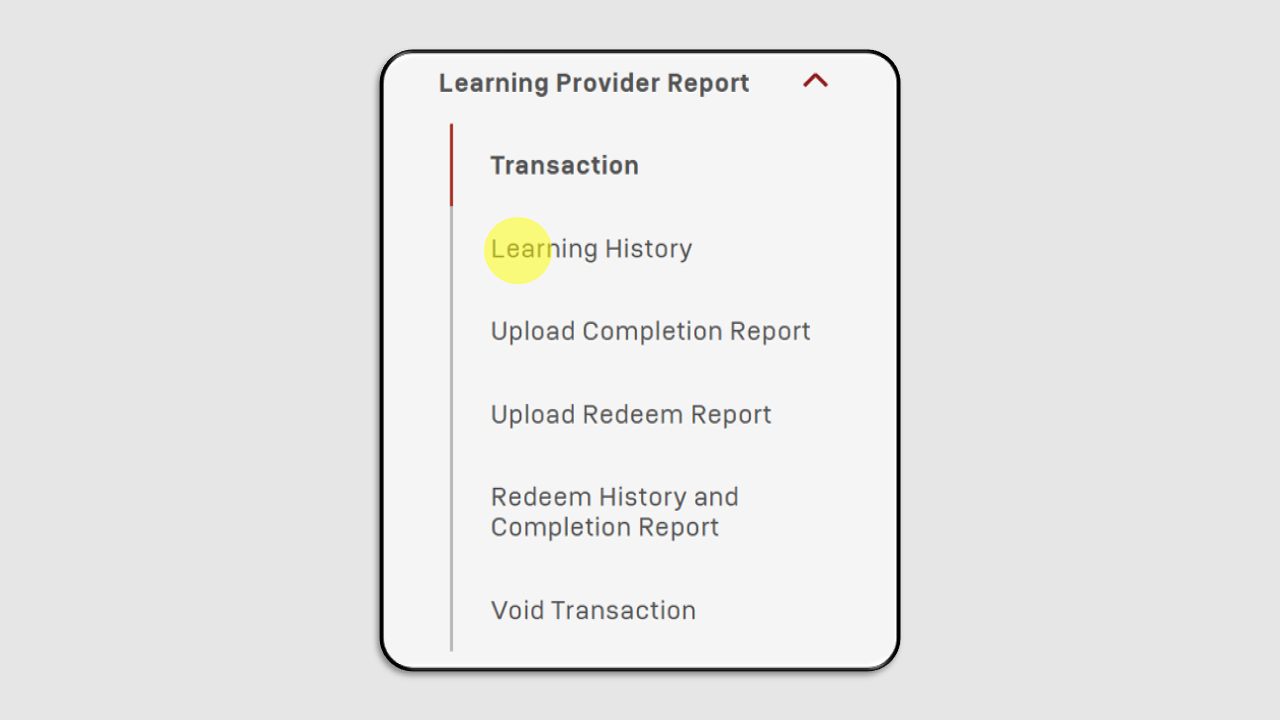 Learning Provider Report
Transaction
Learning History
Upload Completion Report
Upload Redeem Report
Redeem History and
Completion Report
Void Transaction